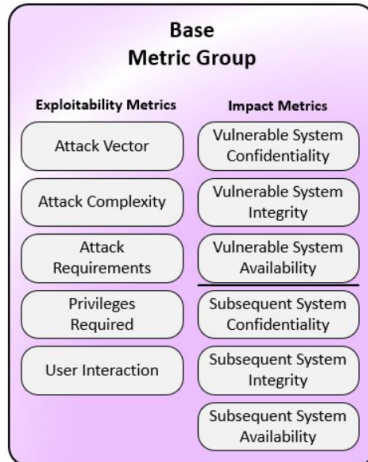 Base
Metric Group
Exploitability Metrics
Attack Vector
Attack Complexity
Attack
Requirements
Privileges
Required
User Interaction
Impact Metrics
Vulnerable System
Confidentiality
Vulnerable System
Integrity
Vulnerable System
Availability
Subsequent System
Confidentiality
Subsequent System
Integrity
Subsequent System
Availability